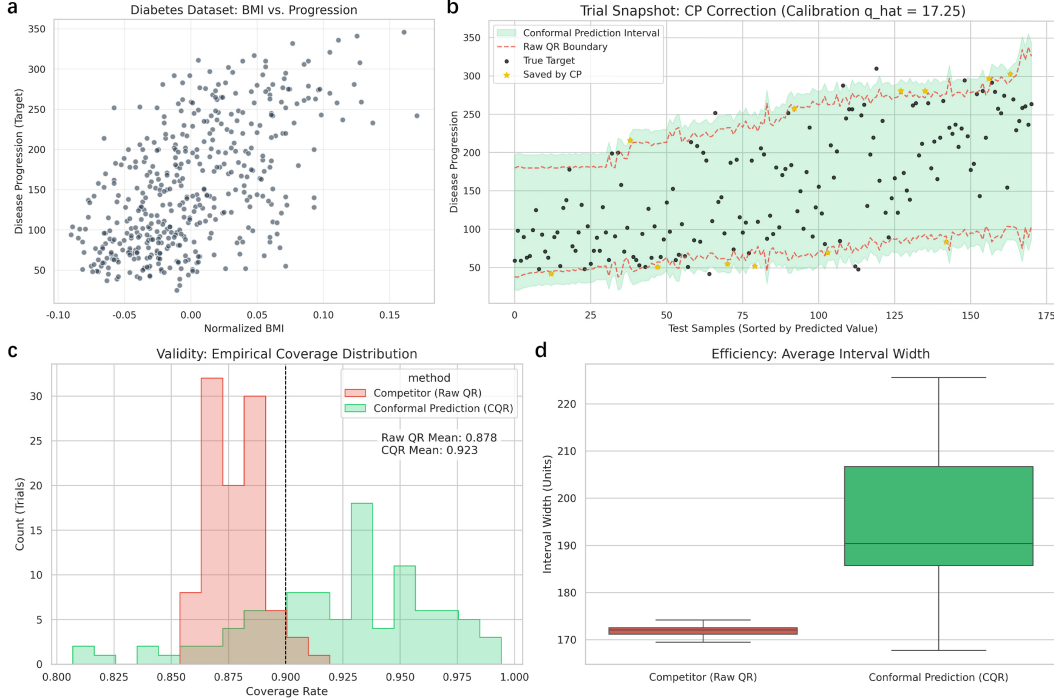 a
Diabetes Dataset: BMI vs. Progression
Disease Progression (Target)
350
300
250
200
150
100
50
-0.10
-0.05
0.00
0.05
0.10
0.15
Normalized BMI
b
Trial Snapshot: CP Correction (Calibration q_hat = 17.25)
Conformal Prediction Interval
Raw QR Boundary
True Target
Saved by CP
Disease Progression
350
300
250
200
150
100
50
0
25
50
75
100
125
150
175
Test Samples (Sorted by Predicted Value)
c
Validity: Empirical Coverage Distribution
method
Competitor (Raw QR)
Conformal Prediction (CQR)
Raw QR Mean: 0.878
CQR Mean: 0.923
Count (Trials)
30
25
20
15
10
5
0
0.800
0.825
0.850
0.875
0.900
0.925
0.950
0.975
1.000
Coverage Rate
d
Efficiency: Average Interval Width
Interval Width (Units)
220
210
200
190
180
170
Competitor (Raw QR)
Conformal Prediction (CQR)